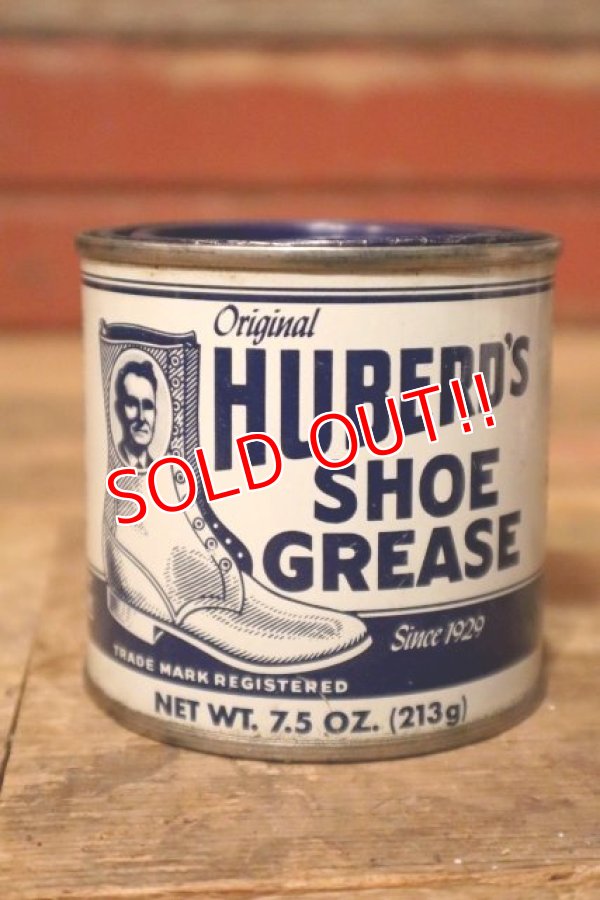 Original
HUBERD'S
SHOE
GREASE
SOLD OUT!!
Since 1929
TRADE MARK REGISTERED
NET WT. 7.5 OZ. (213g)